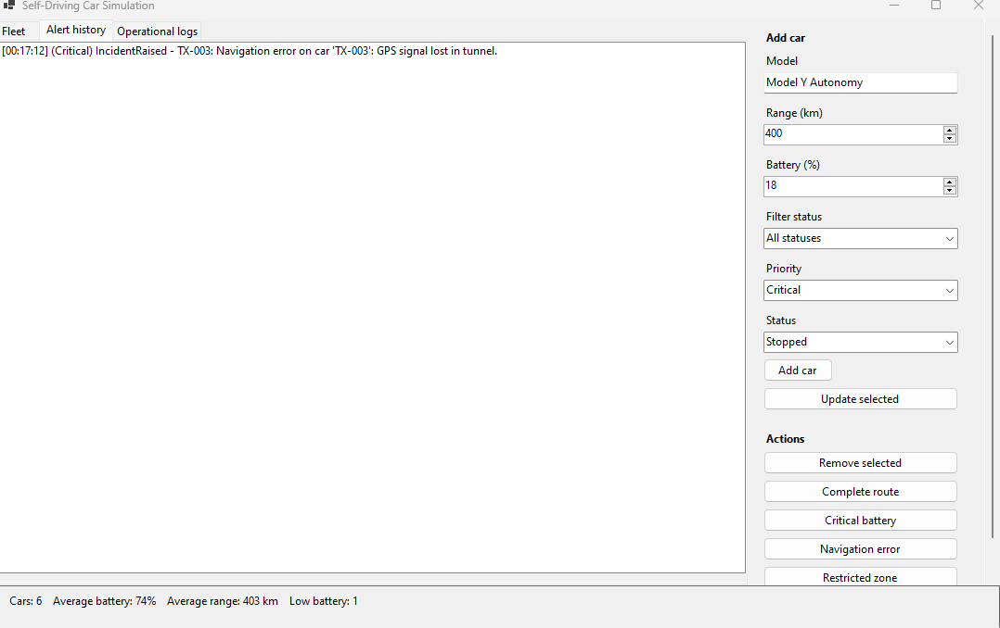 Self-Driving Car Simulation
Fleet
Alert history
Operational logs
[00:17:12] (Critical) IncidentRaised - TX-003: Navigation error on car 'TX-003': GPS signal lost in tunnel.
Add car
Model
Model Y Autonomy
Range (km)
400
Battery (%)
18
Filter status
All statuses
Priority
Critical
Status
Stopped
Add car
Update selected
Actions
Remove selected
Complete route
Critical battery
Navigation error
Restricted zone
Cars: 6 Average battery: 74% Average range: 403 km Low battery: 1